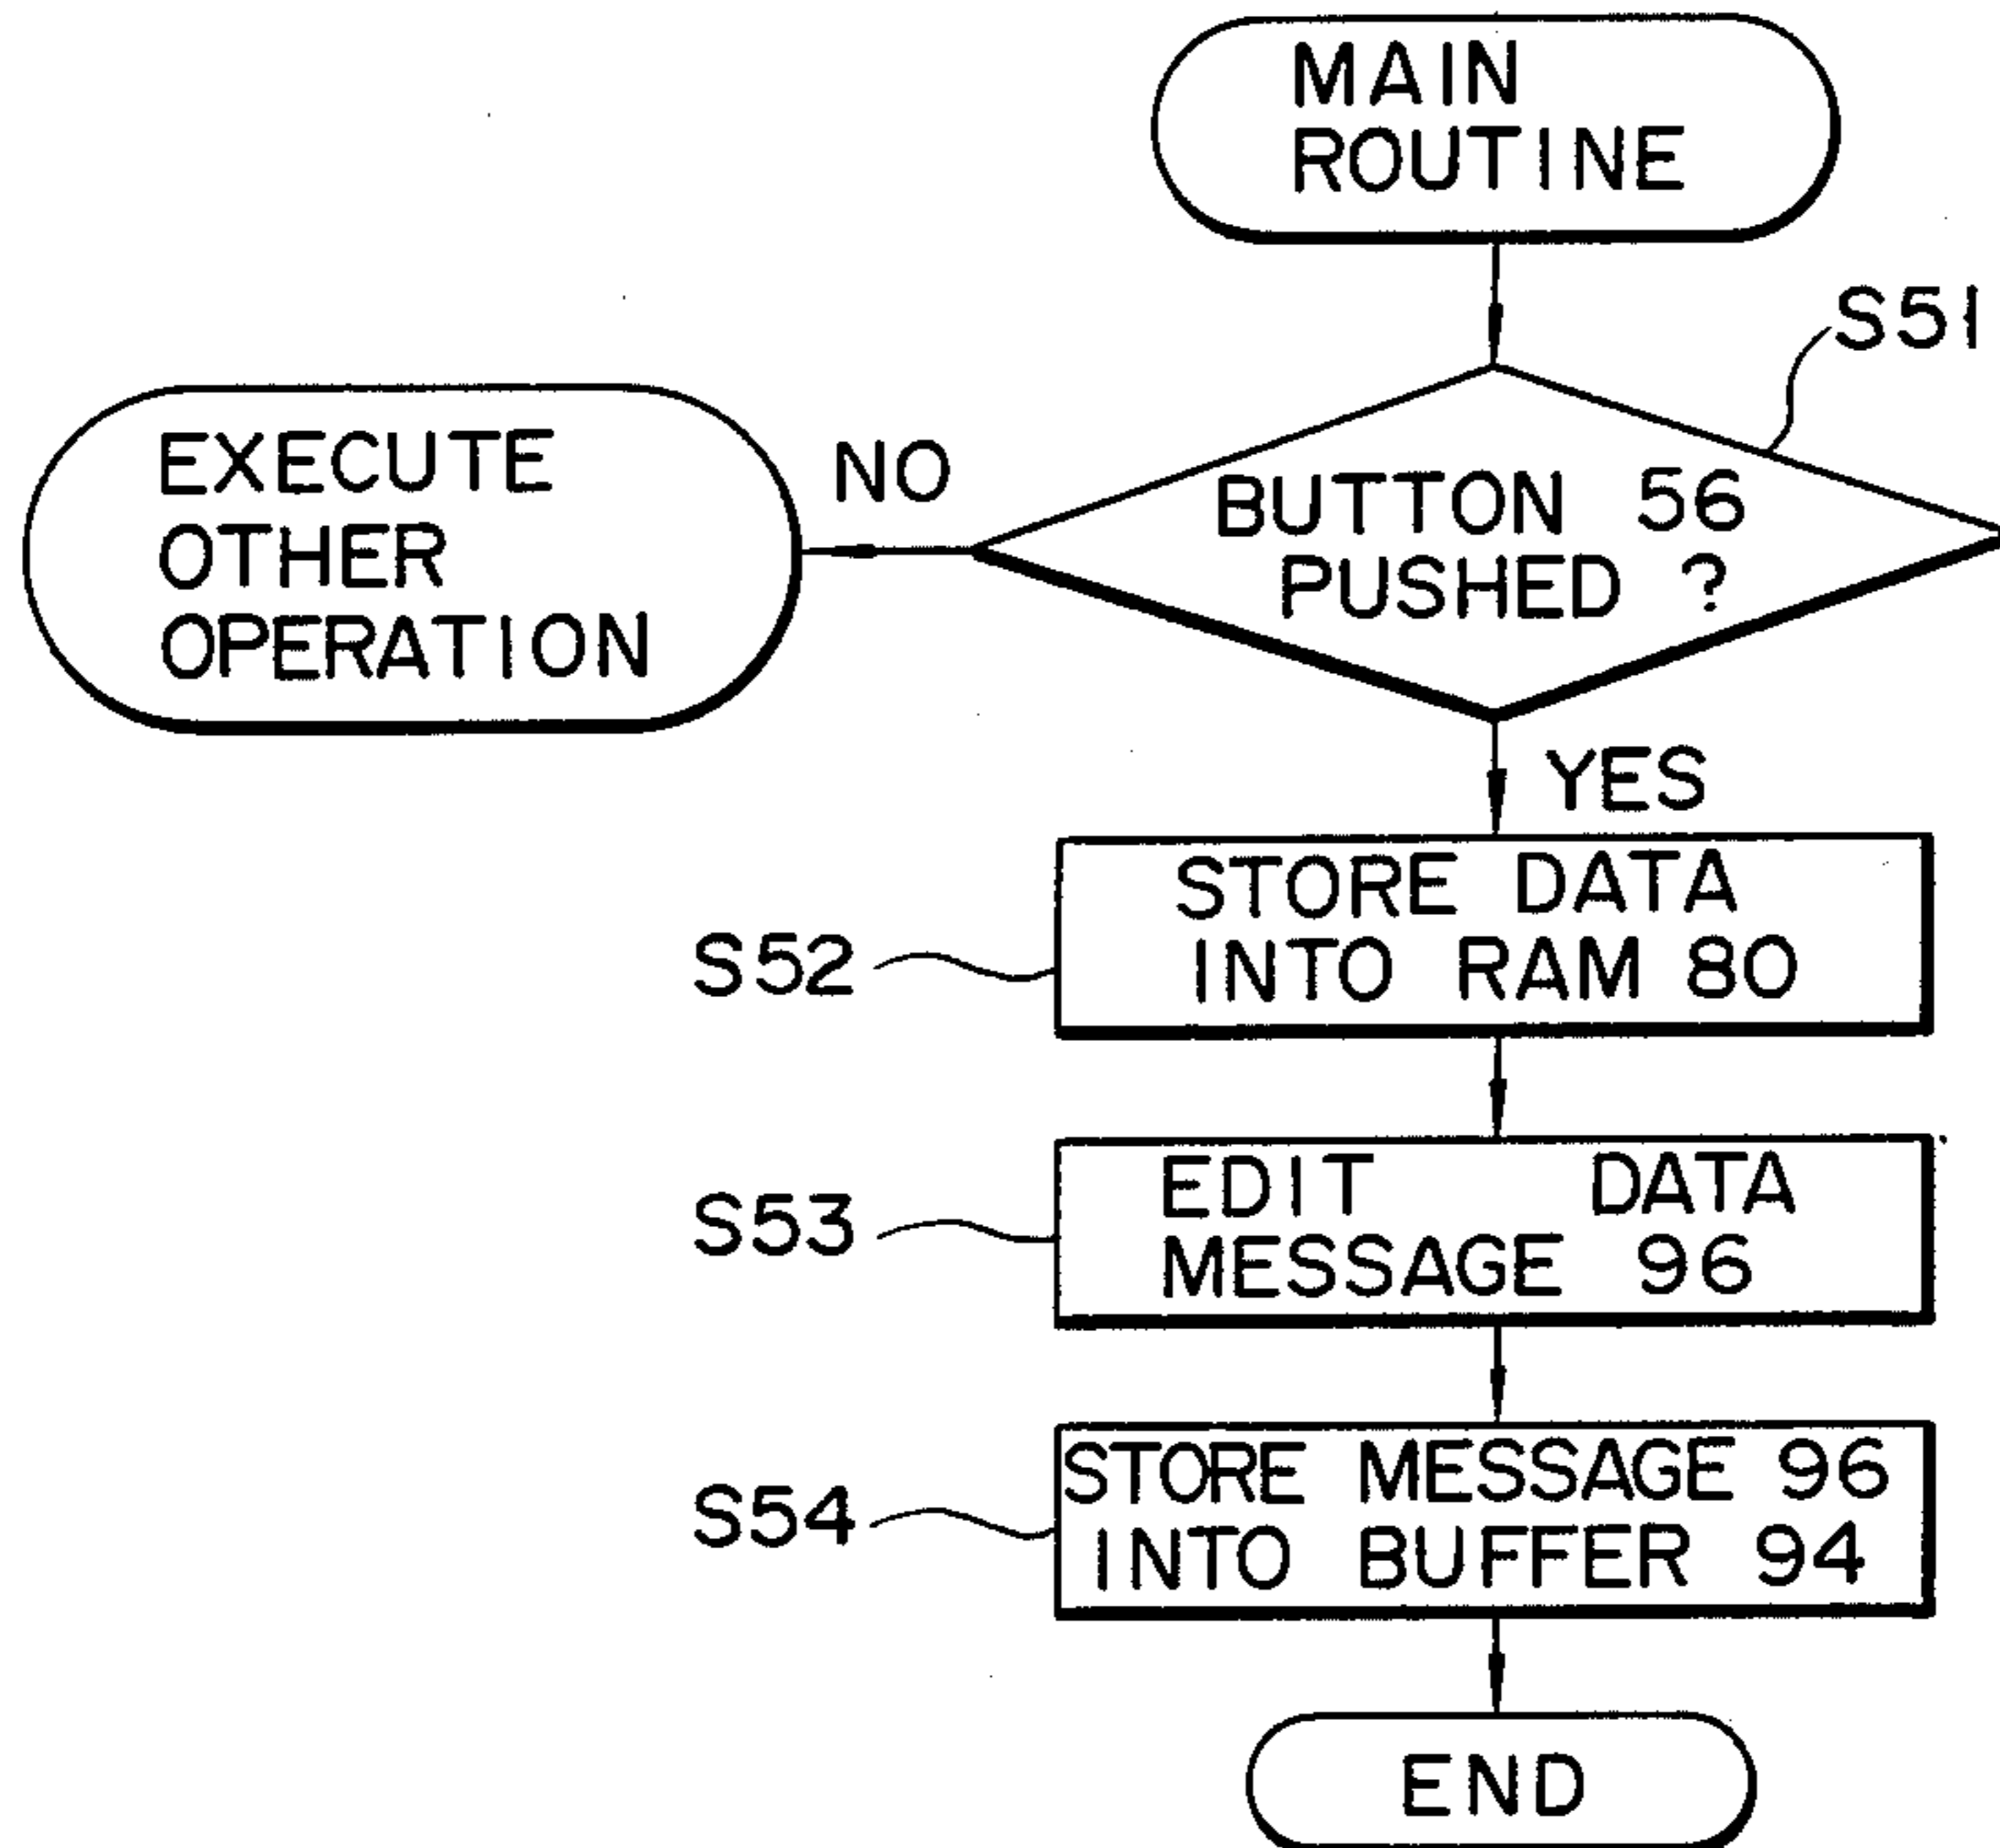 MAIN
ROUTINE
S51
BUTTON 56
PUSHED ?
NO
EXECUTE
OTHER
OPERATION
YES
S52
STORE DATA
INTO RAM 80
S53
EDIT DATA
MESSAGE 96
S54
STORE MESSAGE 96
INTO BUFFER 94
END